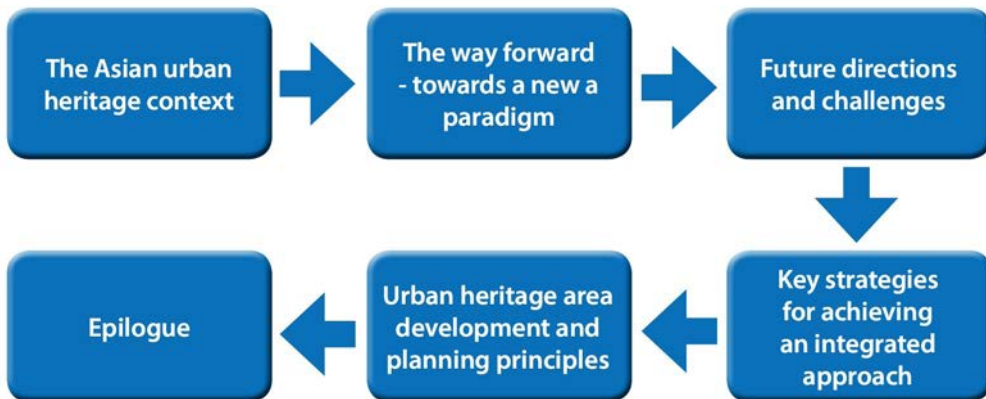 The Asian urban
heritage context
The way forward
- towards a new a
paradigm
Future directions
and challenges
Key strategies
for achieving
an integrated
approach
Urban heritage area
development and
planning principles
Epilogue